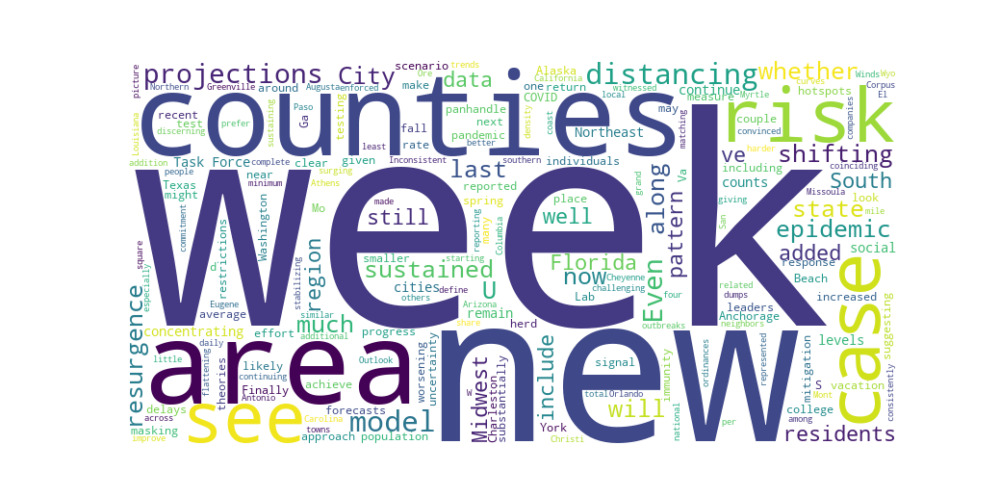 week
new
counties
area
risk
case
see
projections
City
scenario
trends
Alaska
distancing
whether
Winds
Wyo
picture
Northern
Greenville
around
Augusta
enforced
Ore
make
data
California
one
return
witnessed
continue
hotspots
Curves
Corpus
recent
Ga
Paso
testing
panhandle
COVID
density
local
measure
El
Louisiana
test
discerning
prefer
sustaining
fall
rate
next
pandemic
better
coast
Northeast
may
Myrtle
couple
convinced
companies
matching
addition
Task Force
complete
clear
given
least
Inconsistent
last
southern
individuals
ve
shifting
harder
coinciding
people
surging
Texas
might
near
minimum
Athens
reported
including
counts
Missoula
South
commitment
Washington
Mo
still
spring
made
many
reporting
Columbia
place
well
grand
Va
along
pattern
giving
San
state
look
mile
square
especially
resurgence
d
restrictions
region
stabilizing
smaller
sustained
u
starting
Florida
now
Even
added
epidemic
social
response
Beach
increased
Eugene
average
cities
others
define
Arizona
remain
Cheyenne
challenging
Lab
four
related
dumps
leaders
Anchorage
neighbors
suggesting
concentrating
effort
similar
much
additional
progress
share
herd
outbreaks
levels
daily
flattening
little
likely
theories
Outlook
achieve
worsening
uncertainty
Midwest
Charleston
substantially
include
signal
immunity
ordinances
represented
mitigation
S
vacation
consistently
Finally
continuing
Antonio
forecasts
model
wc
York
total
Orlando
will
national
college
Mont
masking
delays
across
Carolina
towns
approach
population
Christi
per
among
residents
improve